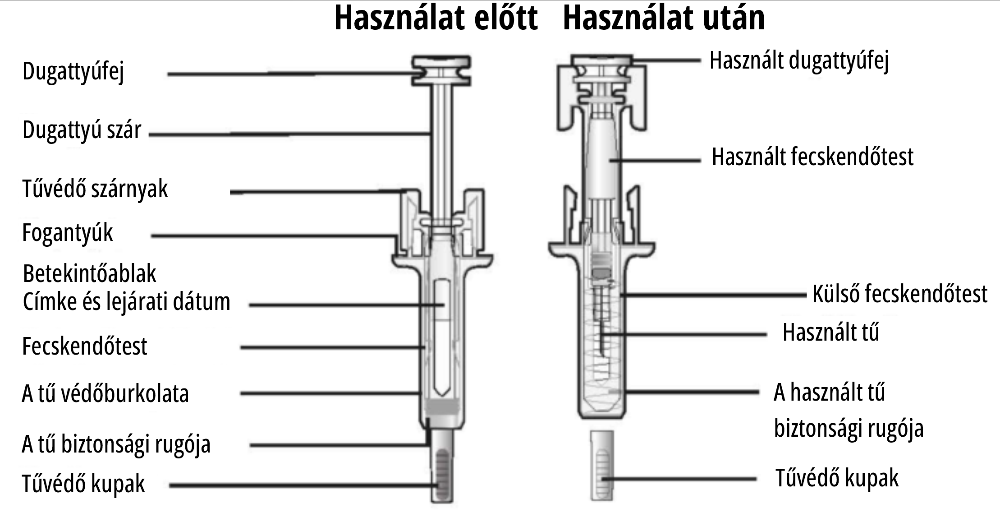 Használat előtt
Dugattyúfej
Dugattyú szár
Tűvédő szárnyak
Fogantyúk
Betekintőablak
Címke és lejárati dátum
Fecskendőtest
A tű védőburkolata
A tű biztonsági rugója
Tűvédő kupak
Használat után
Használt dugattyúfej
Használt fecskendőtest
Külső fecskendőtest
Használt tű
A használt tű
biztonsági rugója
Tűvédő kupak